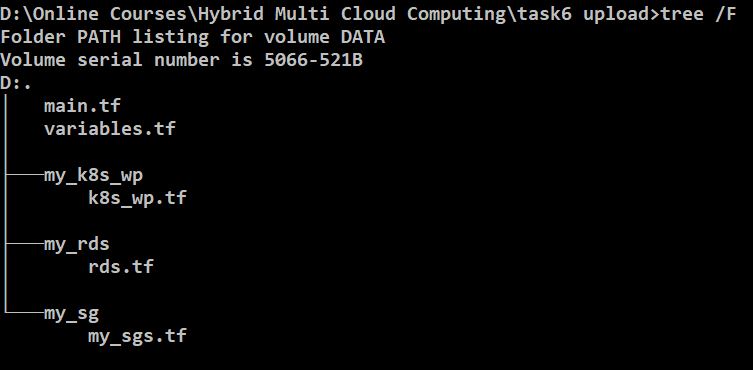 D:\Online Courses\Hybrid Multi Cloud Computing\task6 upload>tree /F
Folder PATH listing for volume DATA
Volume serial number is 5066-521B
D:.
│   main.tf
│   variables.tf
│
├───my_k8s_wp
│       k8s_wp.tf
│
├───my_rds
│       rds.tf
│
└───my_sg
        my_sgs.tf